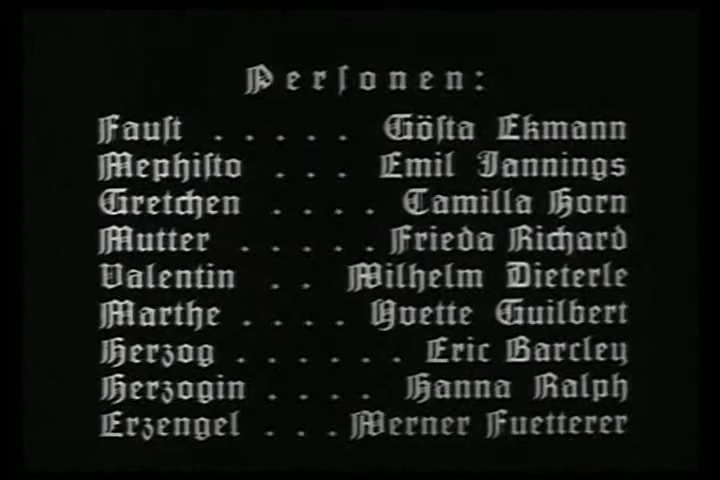 Perſonen:
Fauſt . . . . . Göſta Ekmann
Mephiſto . . . Emil Jannings
Gretchen . . . . Camilla Horn
Mutter . . . . . Frieda Richard
Valentin . . Wilhelm Dieterle
Marthe . . . . Yvette Guilbert
Herzog . . . . . . Eric Barcley
Herzogin . . . . Hanna Ralph
Erzengel . . . Werner Fuetterer